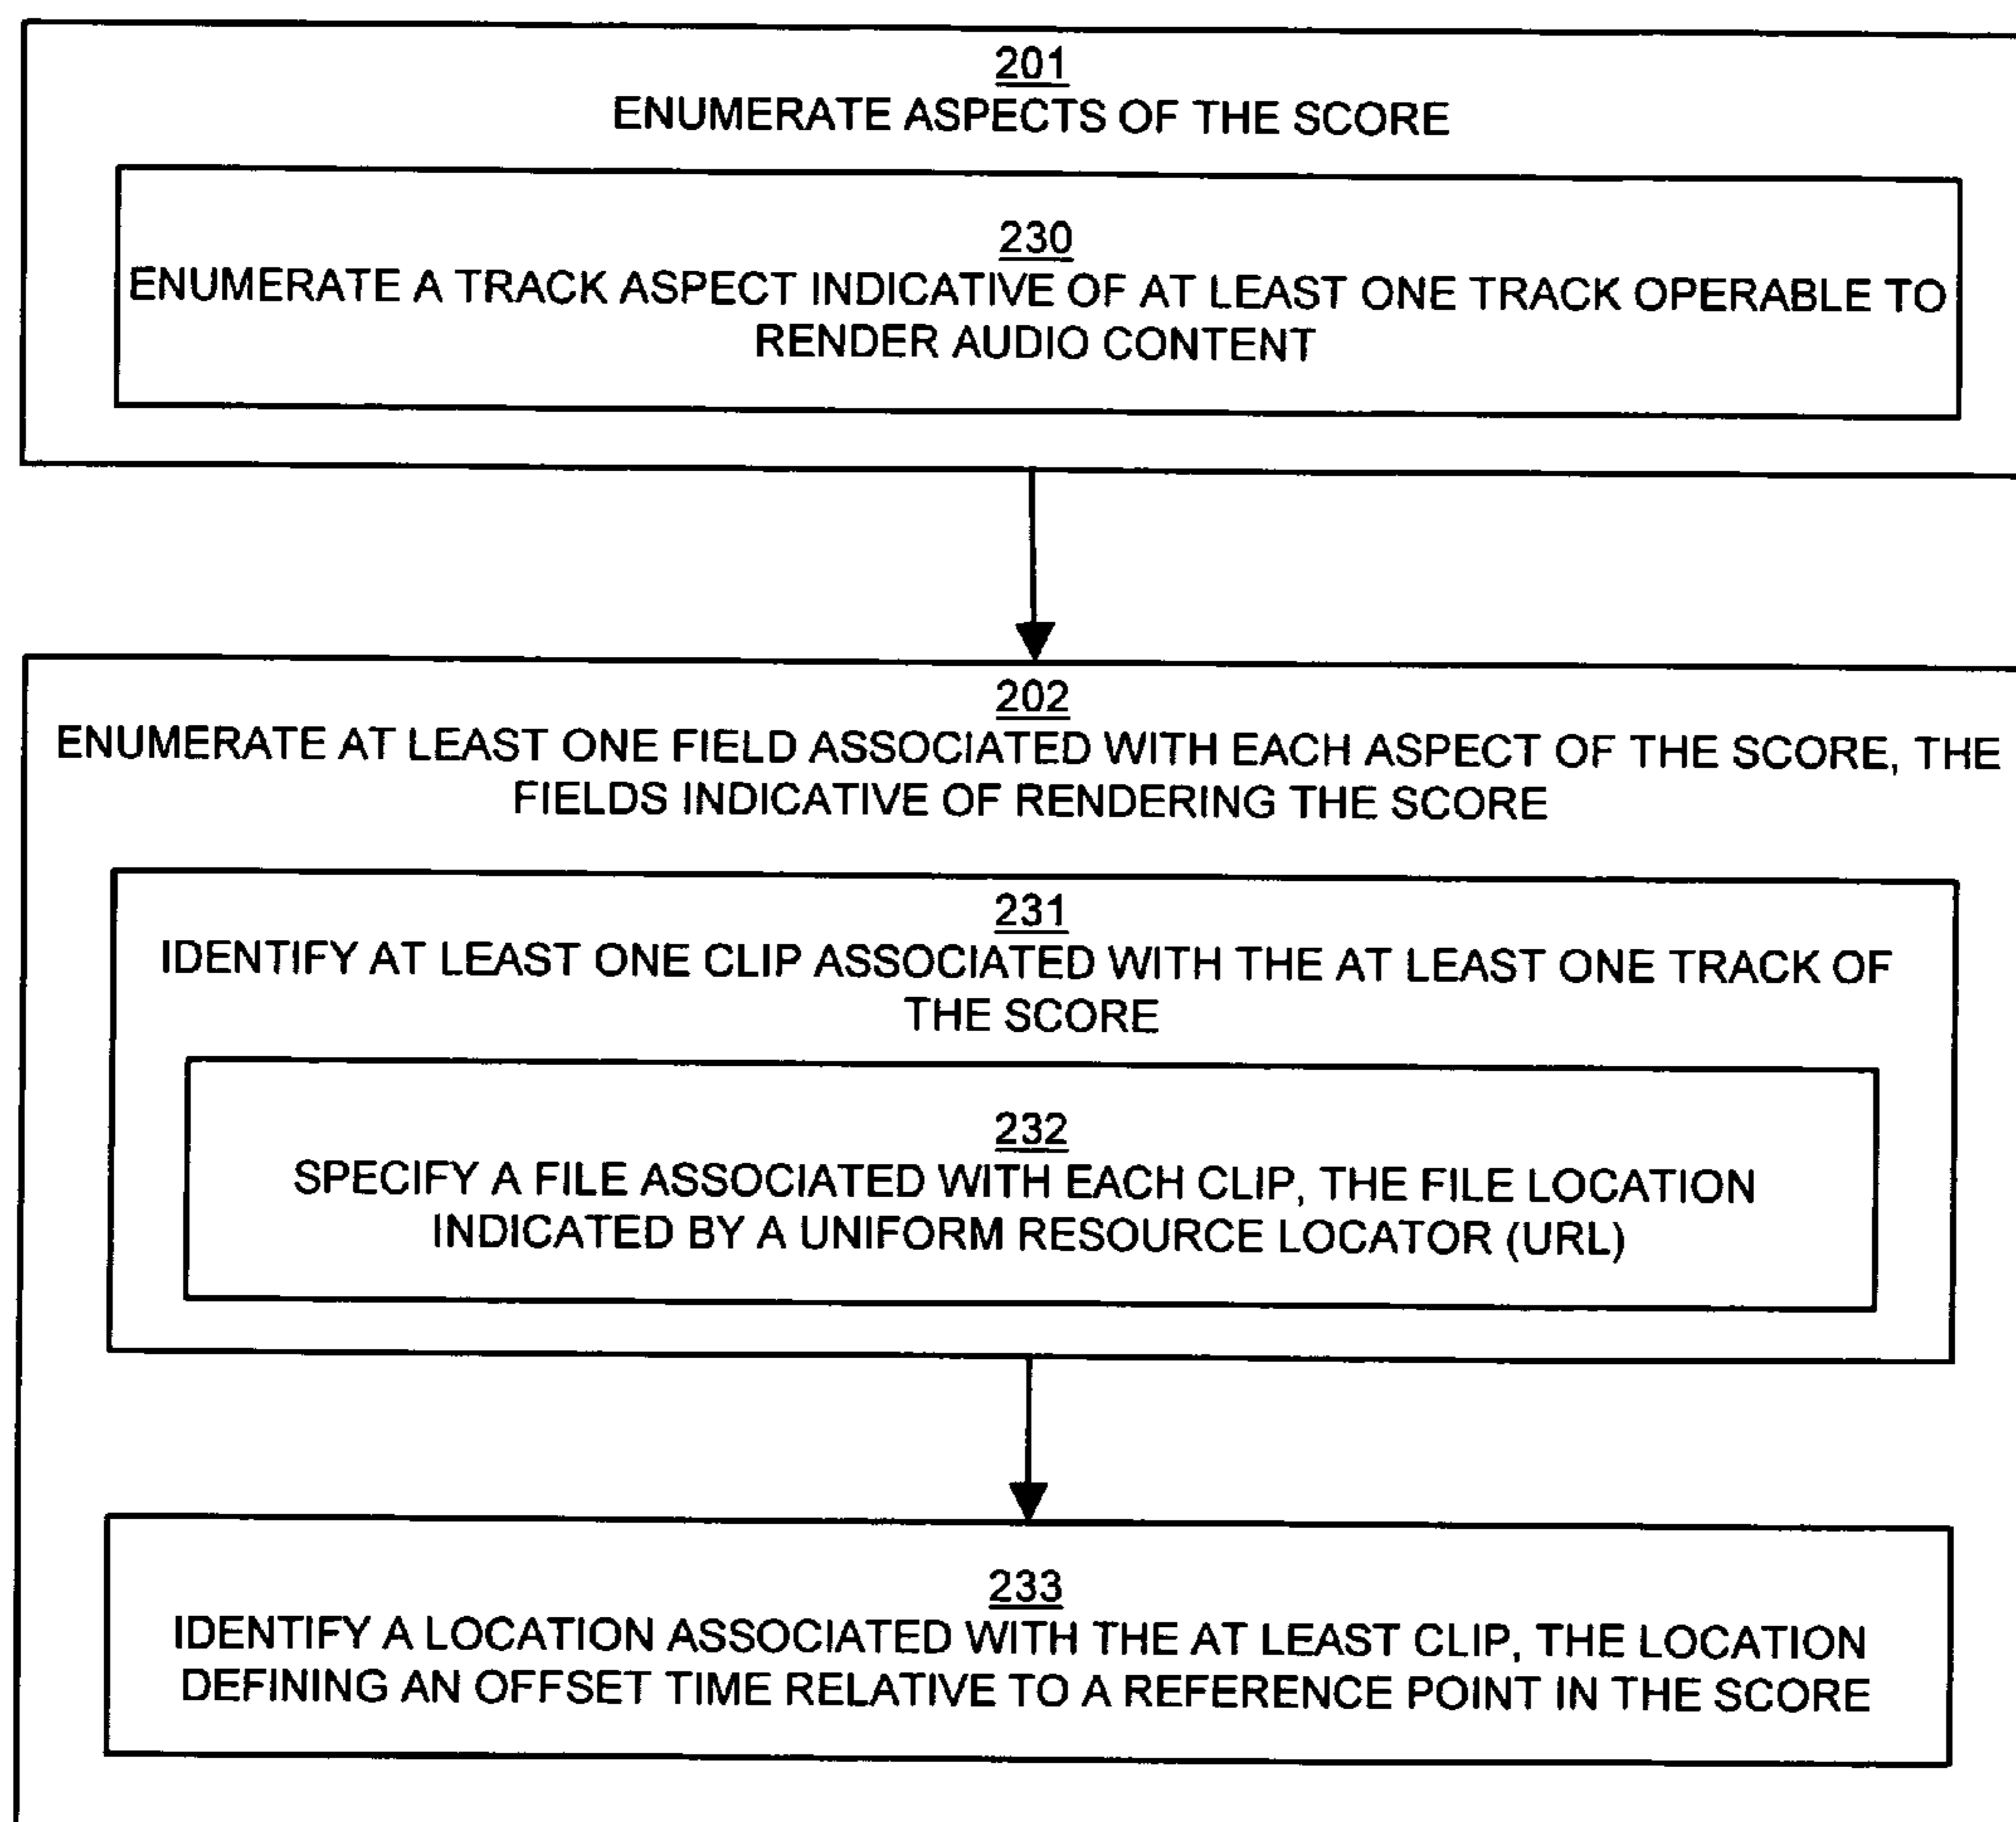 201
ENUMERATE ASPECTS OF THE SCORE
230
ENUMERATE A TRACK ASPECT INDICATIVE OF AT LEAST ONE TRACK OPERABLE TO
RENDER AUDIO CONTENT
202
ENUMERATE AT LEAST ONE FIELD ASSOCIATED WITH EACH ASPECT OF THE SCORE, THE
FIELDS INDICATIVE OF RENDERING THE SCORE
231
IDENTIFY AT LEAST ONE CLIP ASSOCIATED WITH THE AT LEAST ONE TRACK OF
THE SCORE
232
SPECIFY A FILE ASSOCIATED WITH EACH CLIP, THE FILE LOCATION
INDICATED BY A UNIFORM RESOURCE LOCATOR (URL)
233
IDENTIFY A LOCATION ASSOCIATED WITH THE AT LEAST CLIP, THE LOCATION
DEFINING AN OFFSET TIME RELATIVE TO A REFERENCE POINT IN THE SCORE